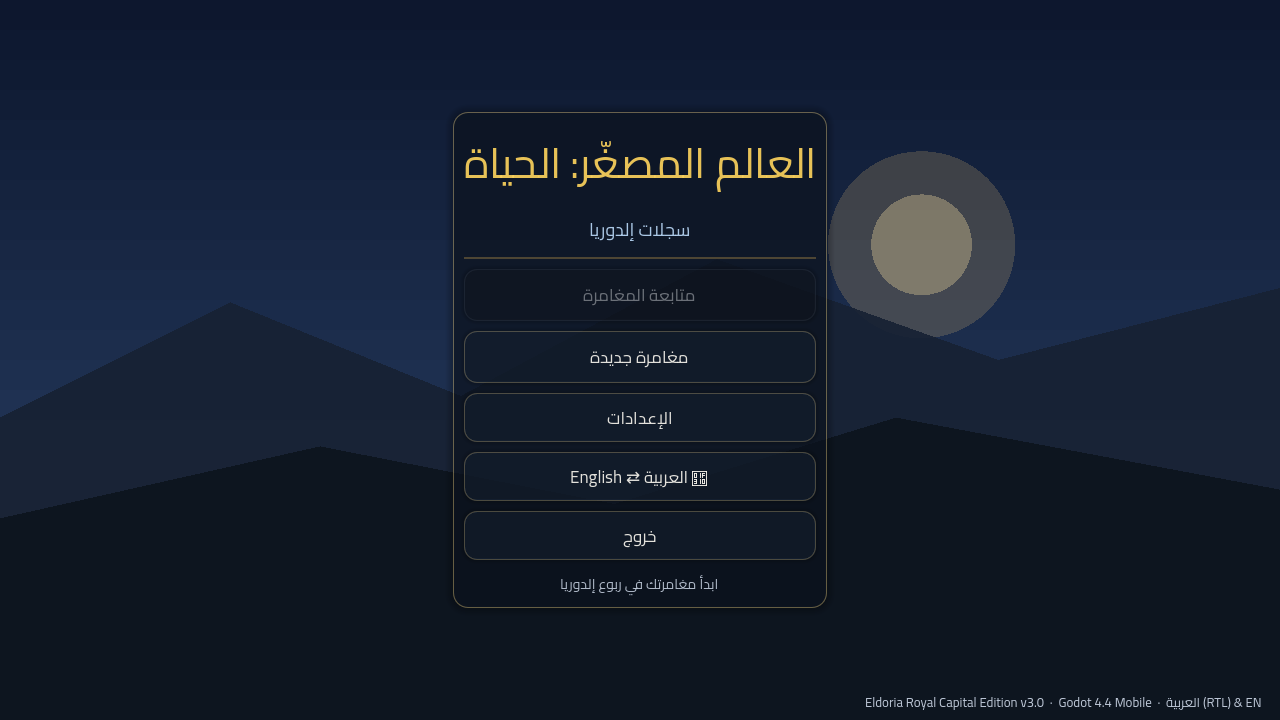 العالم المصغّر: الحياة
سجلات إلدوريا
متابعة المغامرة
مغامرة جديدة
الإعدادات
العربية ⇄ English
خروج
ابدأ مغامرتك في ربوع إلدوريا
Eldoria Royal Capital Edition v3.0 · Godot 4.4 Mobile · العربية (RTL) & EN